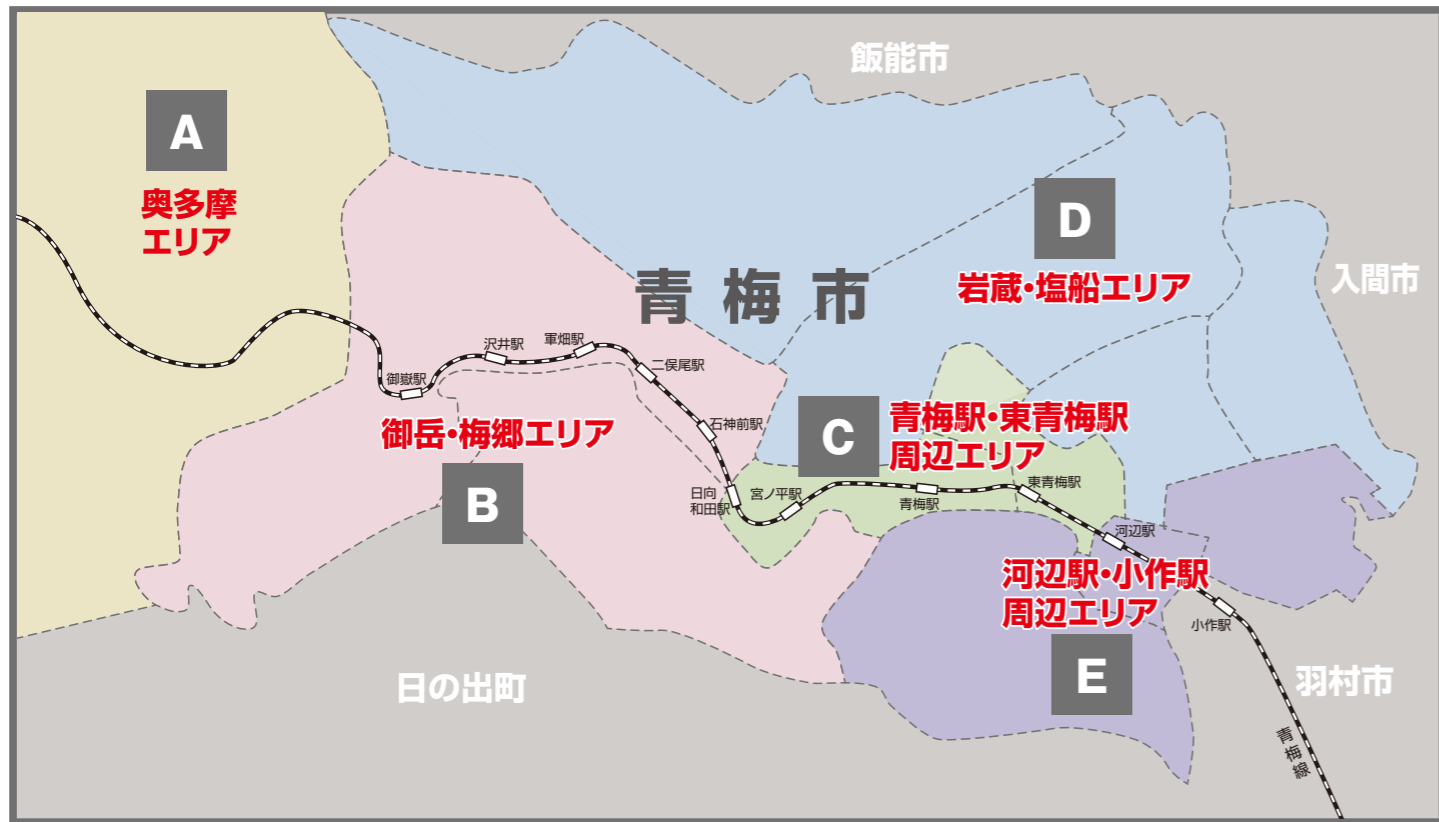 飯能市
A
奥多摩
エリア
D
岩蔵・塩船エリア
入間市
青梅市
沢井駅
軍畑駅
二俣尾駅
御嶽駅
石神前駅
御岳・梅郷エリア
B
C
青梅駅・東青梅駅
周辺エリア
日向
和田駅
宮ノ平駅
青梅駅
東青梅駅
河辺駅
河辺駅・小作駅
周辺エリア
小作駅
E
日の出町
羽村市
青梅線